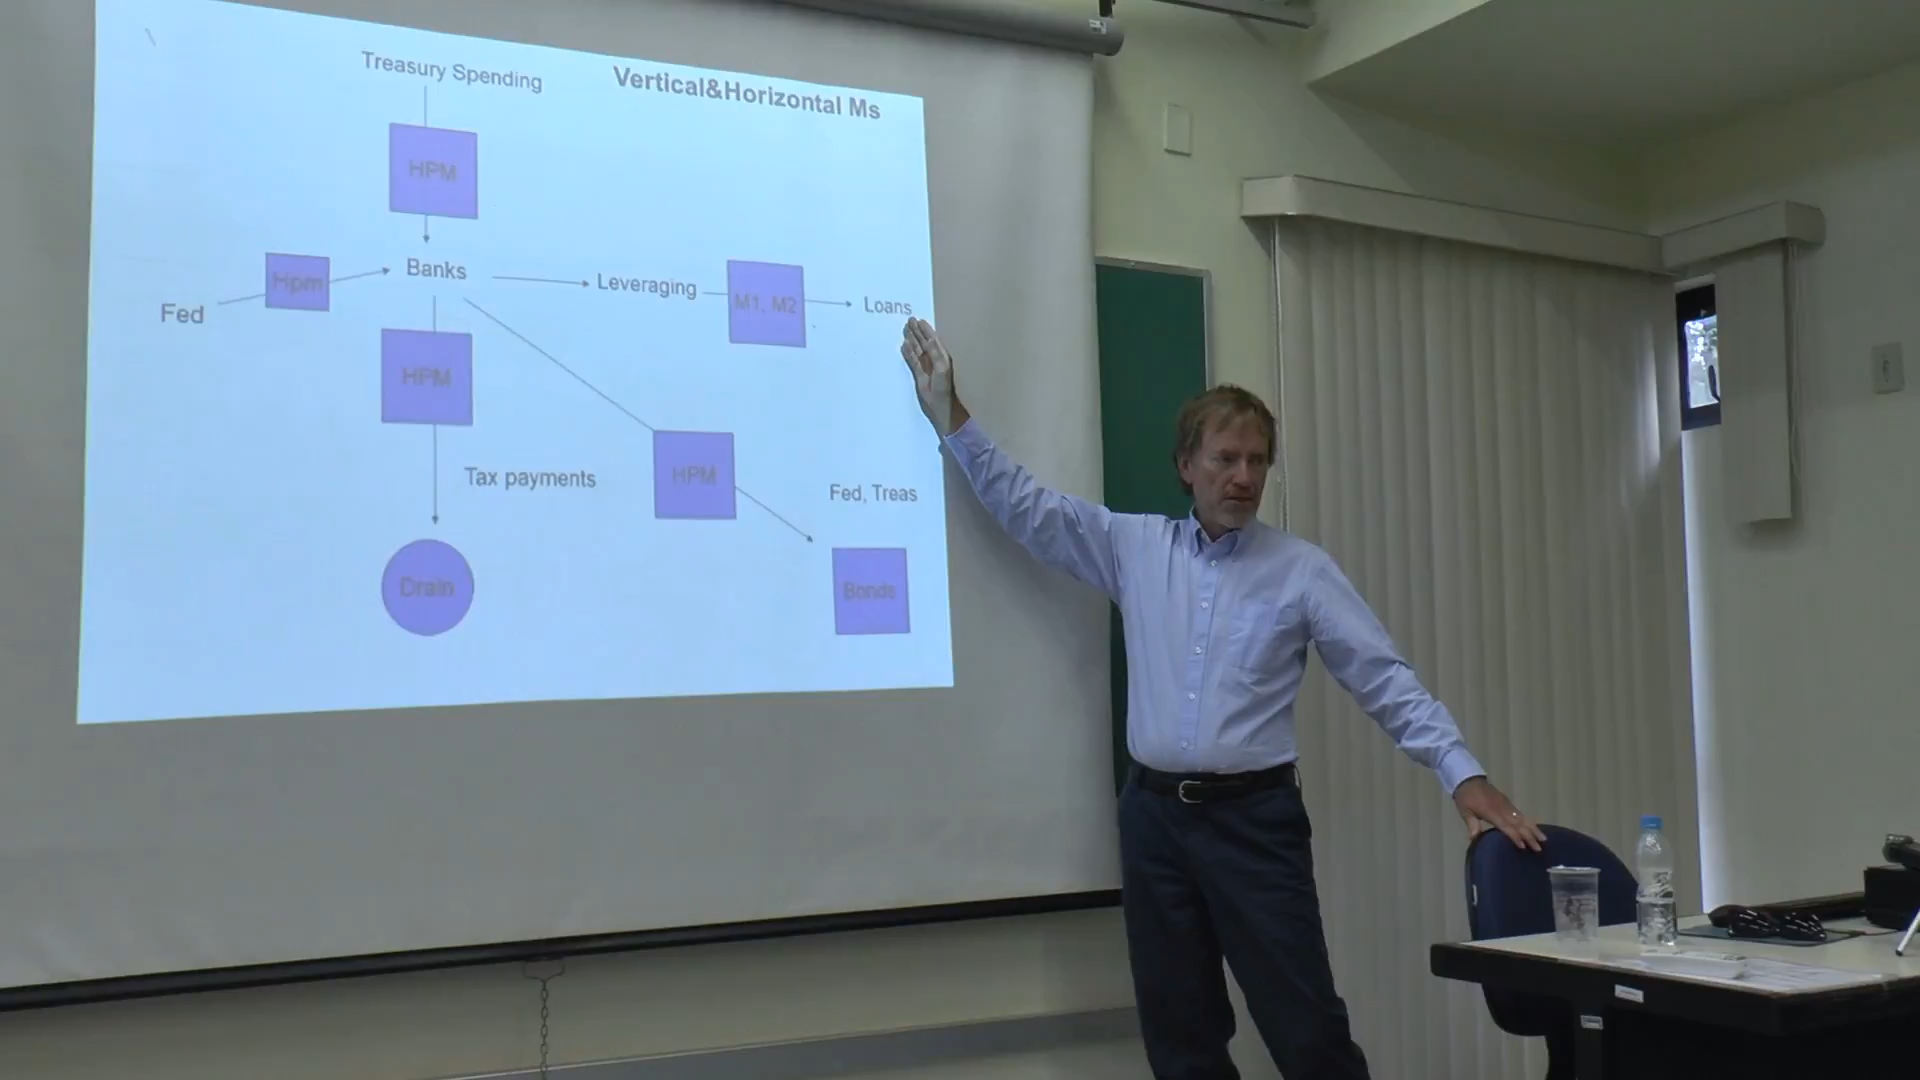 Treasury Spending
Vertical&Horizontal Ms
HPM
Banks
Hpm
Leveraging
M1, M2
Loans
Fed
HPM
Tax payments
HPM
Fed, Treas
Drain
Bonds